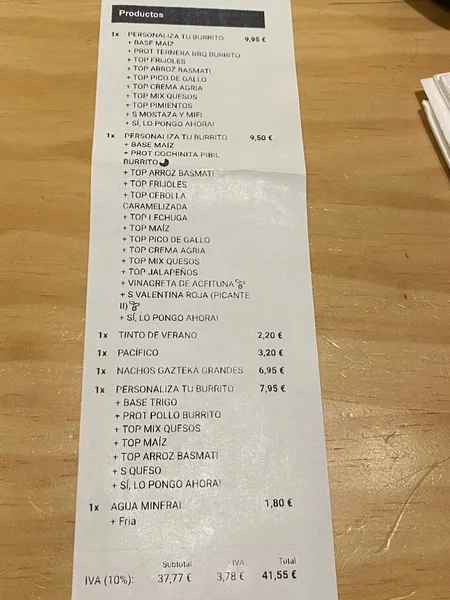 Productos
1x PERSONALIZA TU BURRITO 9,95 €
+ BASE MAÍZ
+ PROT TERNERA BBQ BURRITO
+ TOP FRIJOLES
+ TOP ARROZ BASMATI
+ TOP PICO DE GALLO
+ TOP CREMA AGRIA
+ TOP MIX QUESOS
+ TOP PIMIENTOS
+ S MOSTAZA Y MIEL
+ SÍ, LO PONGO AHORA!
1x PERSONALIZA TU BURRITO 9,50 €
+ BASE MAÍZ
+ PROT COCHINITA PIBIL
BURRITO🌶
+ TOP ARROZ BASMATI
+ TOP FRIJOLES
+ TOP CEBOLLA
CARAMELIZADA
+ TOP LECHUGA
+ TOP MAÍZ
+ TOP PICO DE GALLO
+ TOP CREMA AGRIA
+ TOP MIX QUESOS
+ TOP JALAPEÑOS
+ VINAGRETA DE ACEITUNA🌱
+ S VALENTINA ROJA (PICANTE
II)🌱
+ SÍ, LO PONGO AHORA!
1x TINTO DE VERANO 2,20 €
1x PACÍFICO 3,20 €
1x NACHOS GAZTEKA GRANDES 6,95 €
1x PERSONALIZA TU BURRITO 7,95 €
+ BASE TRIGO
+ PROT POLLO BURRITO
+ TOP MIX QUESOS
+ TOP MAÍZ
+ TOP ARROZ BASMATI
+ S QUESO
+ SÍ, LO PONGO AHORA!
1x AGUA MINERAL 1,80 €
+ Fría
Subtotal IVA Total
IVA (10%): 37,77 € 3,78 € 41,55 €